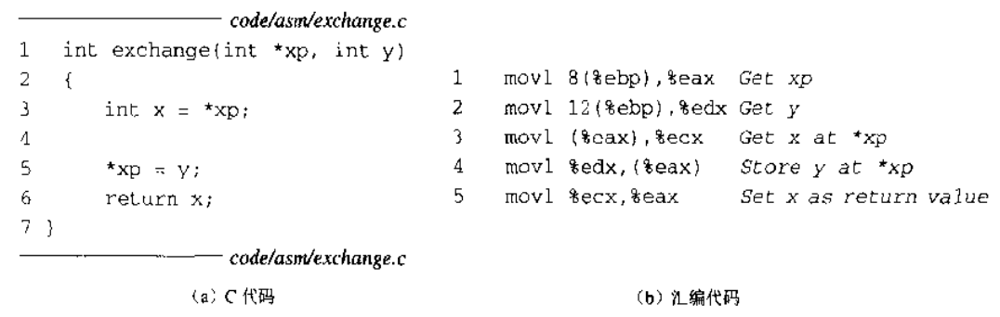 code/asm/exchange.c
1 int exchange(int *xp, int y)
2 {
3 int x = *xp;
4
5 *xp = y;
6 return x;
7 }
code/asm/exchange.c
(a) C 代码
1 movl 8(%ebp),%eax Get xp
2 movl 12(%ebp),%edx Get y
3 movl (%eax),%ecx Get x at *xp
4 movl %edx,(%eax) Store y at *xp
5 movl %ecx,%eax Set x as return value
(b) 汇编代码